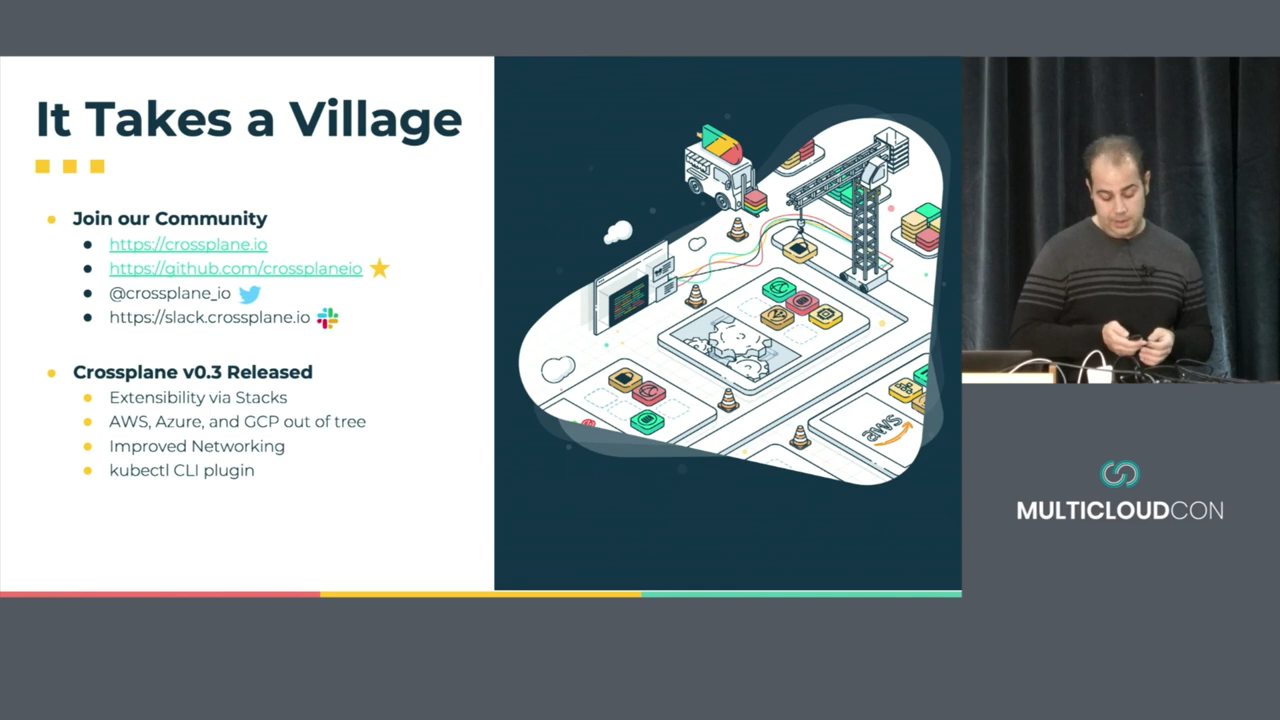 It Takes a Village
Join our Community
https://crossplane.io
https://github.com/crossplaneio
@crossplane_io
https://slack.crossplane.io
Crossplane v0.3 Released
Extensibility via Stacks
AWS, Azure, and GCP out of tree
Improved Networking
kubectl CLI plugin
aws
MULTICLOUDCON